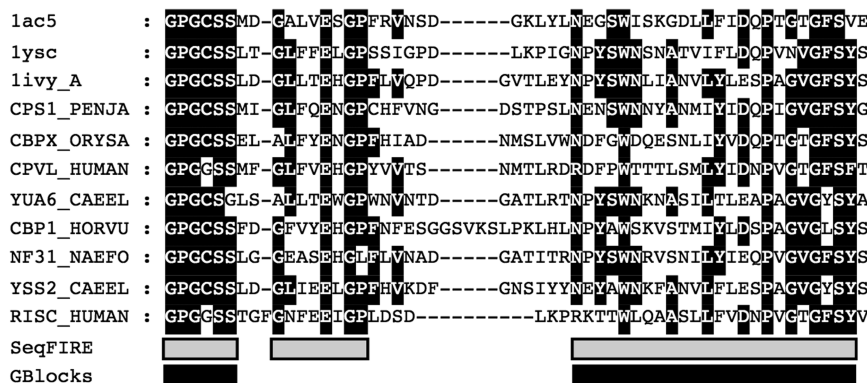 1ac5 : GPGCSSMD-GALVESGPFRVNSD------GKLYLNEGSWISKGDLLFIDQPTGTGFSVE
1ysc : GPGCSSLT-GLFFELGPSSIGPD------LKPIGNPYSWNSNATVIFLDQPVNVGFSYS
1ivy_A : GPGCSSLD-GLLTEHGPFLVQPD-----GVTLEYNPYSWNLIANVLYLESPAGVGFSYS
CPS1_PENJA : GPGCSSMI-GLFQENGPCHFVNG-----DSTPSLNENSWNNYANMIYIDQPIGVGFSYG
CBPX_ORYSA : GPGCSSEL-ALFYENGPFHIAD------NMSLVWNDFGWDQESNLIYVDQPTGTGFSYS
CPVL_HUMAN : GPGGSSMF-GLFVEHGPYVVTS------NMTLRDRDFPWTTTLSMLYIDNPVGTGFSFT
YUA6_CAEEL : GPGCSGLS-ALLTEWGPWNVNTD-----GATLRTNPYSWNKNASILTLEAPAGVGYSYA
CBP1_HORVU : GPGCSSFD-GFVYEHGPFNFESGGSVKSLPKLHLNPYAWSKVSTMIYLDSPAGVGLSYS
NF31_NAEFO : GPGCSSLG-GEASEHGLFLVNAD-----GATITRNPYSWNRVSNILYIEQPVGVGFSYS
YSS2_CAEEL : GPGCSSLD-GLIEELGPFHVKDF-----GNSIYYNEYAWNKFANVLFLESPAGVGYSYS
RISC_HUMAN : GPGGSSTGFGNFEEIGPLDSD----------LKPRKTTWLQAASLLFVDNPVGTGFSYV
SeqFIRE
GBlocks